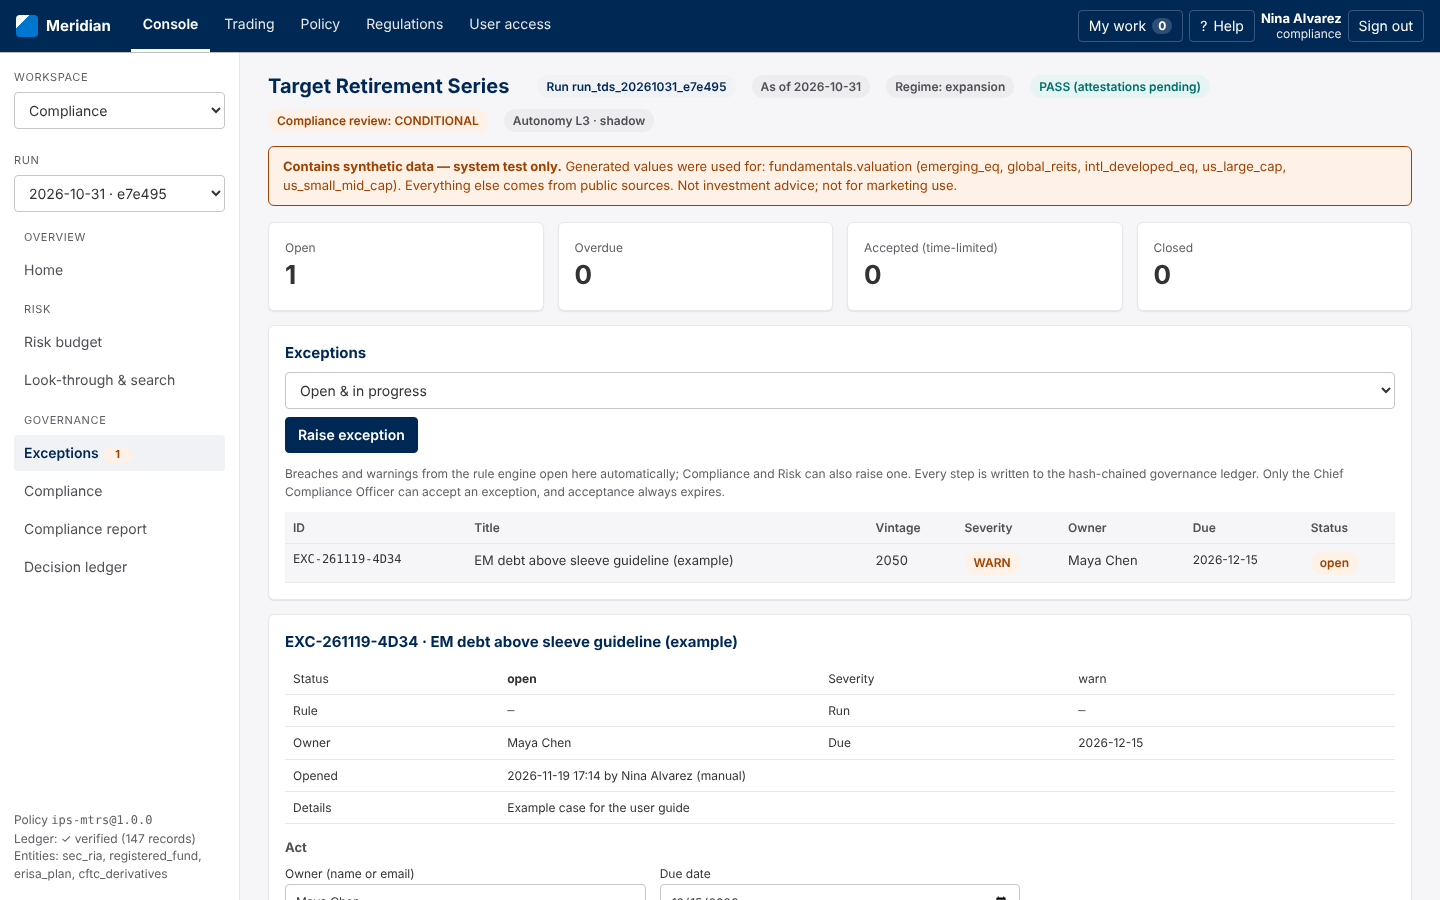 Meridian
Console Trading Policy Regulations User access
My work 0
? Help
Nina Alvarez
compliance
Sign out
WORKSPACE
Compliance
RUN
2026-10-31 · e7e495
OVERVIEW
Home
RISK
Risk budget
Look-through & search
GOVERNANCE
Exceptions 1
Compliance
Compliance report
Decision ledger
Policy ips-mtrs@1.0.0
Ledger: ✓ verified (147 records)
Entities: sec_ria, registered_fund,
erisa_plan, cftc_derivatives
Target Retirement Series Run run_tds_20261031_e7e495 As of 2026-10-31 Regime: expansion PASS (attestations pending)
Compliance review: CONDITIONAL Autonomy L3 · shadow
Contains synthetic data — system test only. Generated values were used for: fundamentals.valuation (emerging_eq, global_reits, intl_developed_eq, us_large_cap,
us_small_mid_cap). Everything else comes from public sources. Not investment advice; not for marketing use.
Open
1
Overdue
0
Accepted (time-limited)
0
Closed
0
Exceptions
Open & in progress
Raise exception
Breaches and warnings from the rule engine open here automatically; Compliance and Risk can also raise one. Every step is written to the hash-chained governance ledger. Only the Chief
Compliance Officer can accept an exception, and acceptance always expires.
ID Title Vintage Severity Owner Due Status
EXC-261119-4D34 EM debt above sleeve guideline (example) 2050 WARN Maya Chen 2026-12-15 open
EXC-261119-4D34 · EM debt above sleeve guideline (example)
Status open Severity warn
Rule – Run –
Owner Maya Chen Due 2026-12-15
Opened 2026-11-19 17:14 by Nina Alvarez (manual)
Details Example case for the user guide
Act
Owner (name or email) Due date